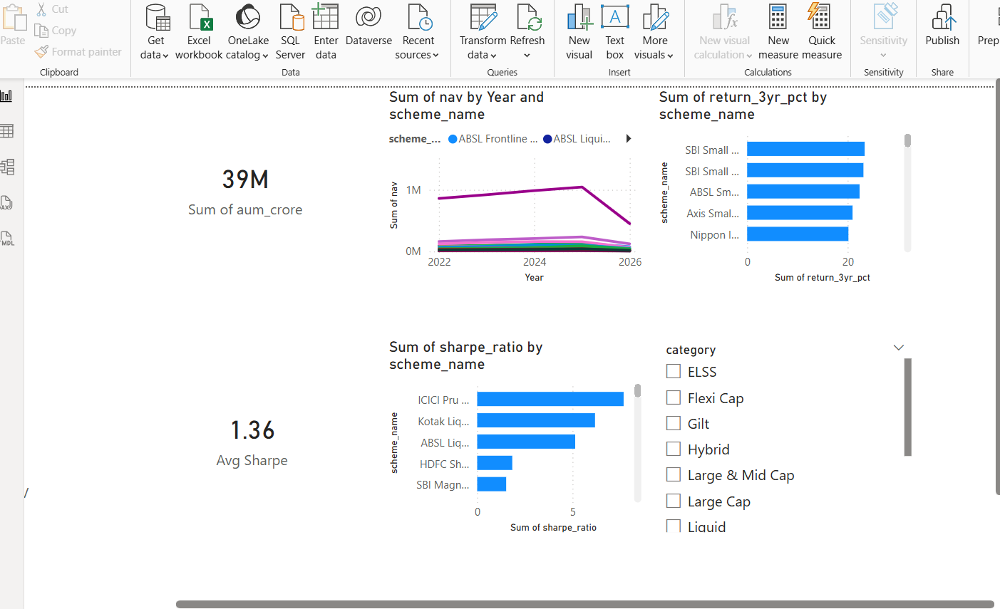 Paste
Cut
Copy
Format painter
Clipboard
Get data
Excel workbook
OneLake catalog
SQL Server
Enter data
Dataverse
Recent sources
Data
Transform data
Refresh
Queries
New visual
Text box
More visuals
Insert
New visual calculation
New measure
Quick measure
Calculations
Sensitivity
Sensitivity
Publish
Share
Prep
39M
Sum of aum_crore
Sum of nav by Year and
scheme_name
scheme_... ABSL Frontline ... ABSL Liqui...
Sum of nav
1M
0M
2022 2024 2026
Year
Sum of return_3yr_pct by
scheme_name
scheme_name
SBI Small ...
SBI Small ...
ABSL Sm...
Axis Smal...
Nippon I...
0 20
Sum of return_3yr_pct
1.36
Avg Sharpe
Sum of sharpe_ratio by
scheme_name
scheme_name
ICICI Pru ...
Kotak Liq...
ABSL Liq...
HDFC Sh...
SBI Magn...
0 5
Sum of sharpe_ratio
category
ELSS
Flexi Cap
Gilt
Hybrid
Large & Mid Cap
Large Cap
Liquid